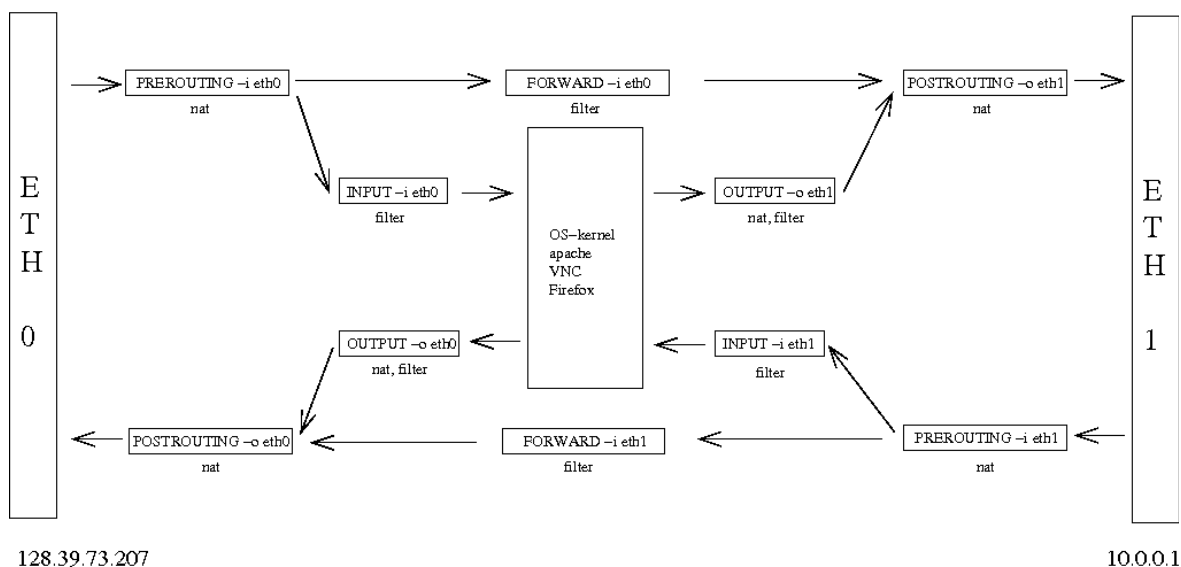 PREROUTING −i eth0
nat
FORWARD −i eth0
filter
POSTROUTING −o eth1
nat
INPUT −i eth0
filter
OUTPUT −o eth1
nat, filter
OS−kernel
apache
VNC
Firefox
ETH 0
ETH 1
OUTPUT −o eth0
nat, filter
INPUT −i eth1
filter
POSTROUTING −o eth0
nat
FORWARD −i eth1
filter
PREROUTING −i eth1
nat
128.39.73.207
10.0.0.1